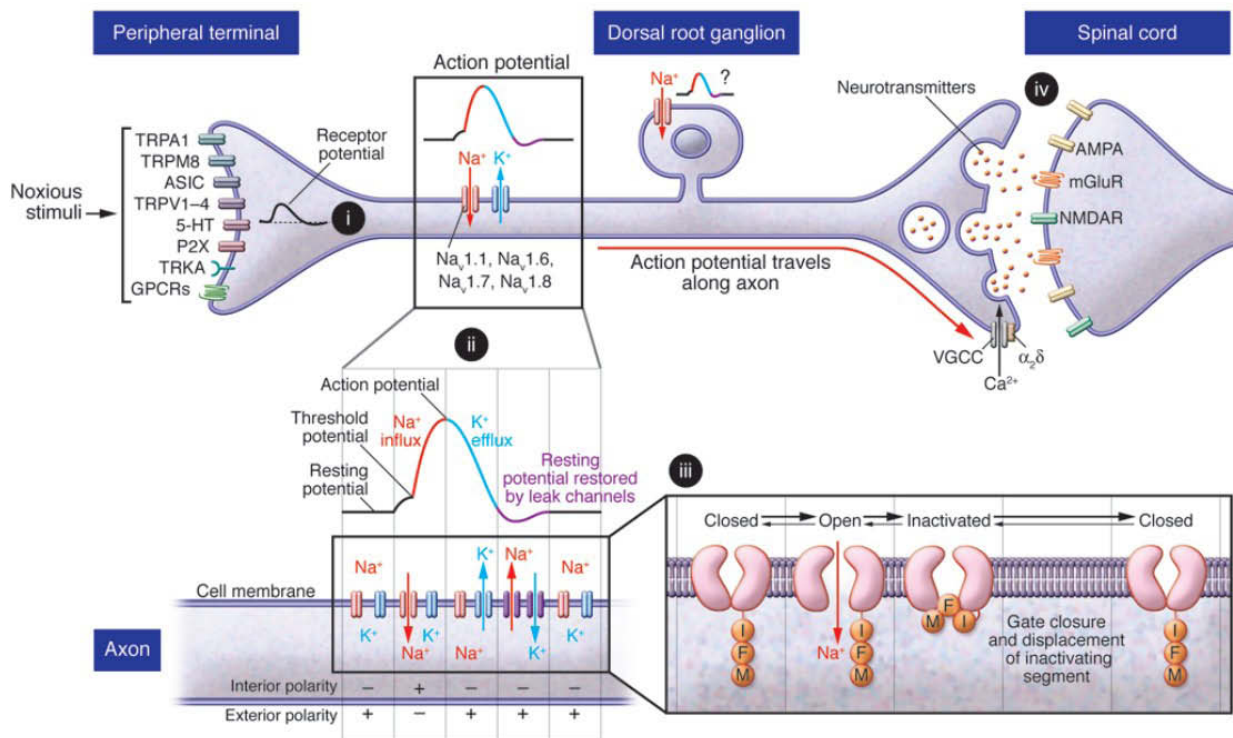 Peripheral terminal
Dorsal root ganglion
Spinal cord
Action potential
Na⁺
?
Neurotransmitters
iv
TRPA1
TRPM8
ASIC
TRPV1–4
5-HT
P2X
TRKA
GPCRs
Noxious
stimuli
Receptor
potential
i
Na⁺
K⁺
Naᵥ1.1, Naᵥ1.6,
Naᵥ1.7, Naᵥ1.8
Action potential travels
along axon
AMPA
mGluR
NMDAR
VGCC
α₂δ
Ca²⁺
ii
Action potential
Threshold
potential
Resting
potential
Na⁺
influx
K⁺
efflux
Resting
potential restored
by leak channels
iii
Closed
Open
Inactivated
Closed
Cell membrane
Na⁺
K⁺
Na⁺
K⁺
K⁺
Na⁺
Na⁺
K⁺
Na⁺
K⁺
Axon
Interior polarity
– + – – –
Exterior polarity
+ – + + +
I
F
M
Na⁺
I
F
M
M
F
I
Gate closure
and displacement
of inactivating
segment
I
F
M